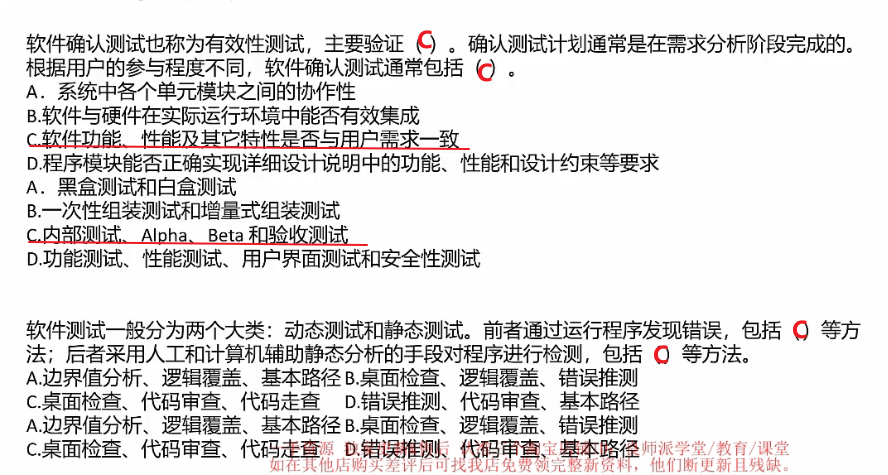 软件确认测试也称为有效性测试，主要验证（C）。确认测试计划通常是在需求分析阶段完成的。
根据用户的参与程度不同，软件确认测试通常包括（C）。
A．系统中各个单元模块之间的协作性
B.软件与硬件在实际运行环境中能否有效集成
C.软件功能、性能及其它特性是否与用户需求一致
D.程序模块能否正确实现详细设计说明中的功能、性能和设计约束等要求
A．黑盒测试和白盒测试
B.一次性组装测试和增量式组装测试
C.内部测试、Alpha、Beta 和验收测试
D.功能测试、性能测试、用户界面测试和安全性测试
软件测试一般分为两个大类：动态测试和静态测试。前者通过运行程序发现错误，包括（C）等方
法；后者采用人工和计算机辅助静态分析的手段对程序进行检测，包括（C）等方法。
A.边界值分析、逻辑覆盖、基本路径 B.桌面检查、逻辑覆盖、错误推测
C.桌面检查、代码审查、代码走查 D.错误推测、代码审查、基本路径
A.边界值分析、逻辑覆盖、基本路径 B.桌面检查、逻辑覆盖、错误推测
C.桌面检查、代码审查、代码走查 D.错误推测、代码审查、基本路径
圣师派学堂/教育/课堂
如在其他店购买差评后可找我店免费领完整新资料，他们断更新且残缺。